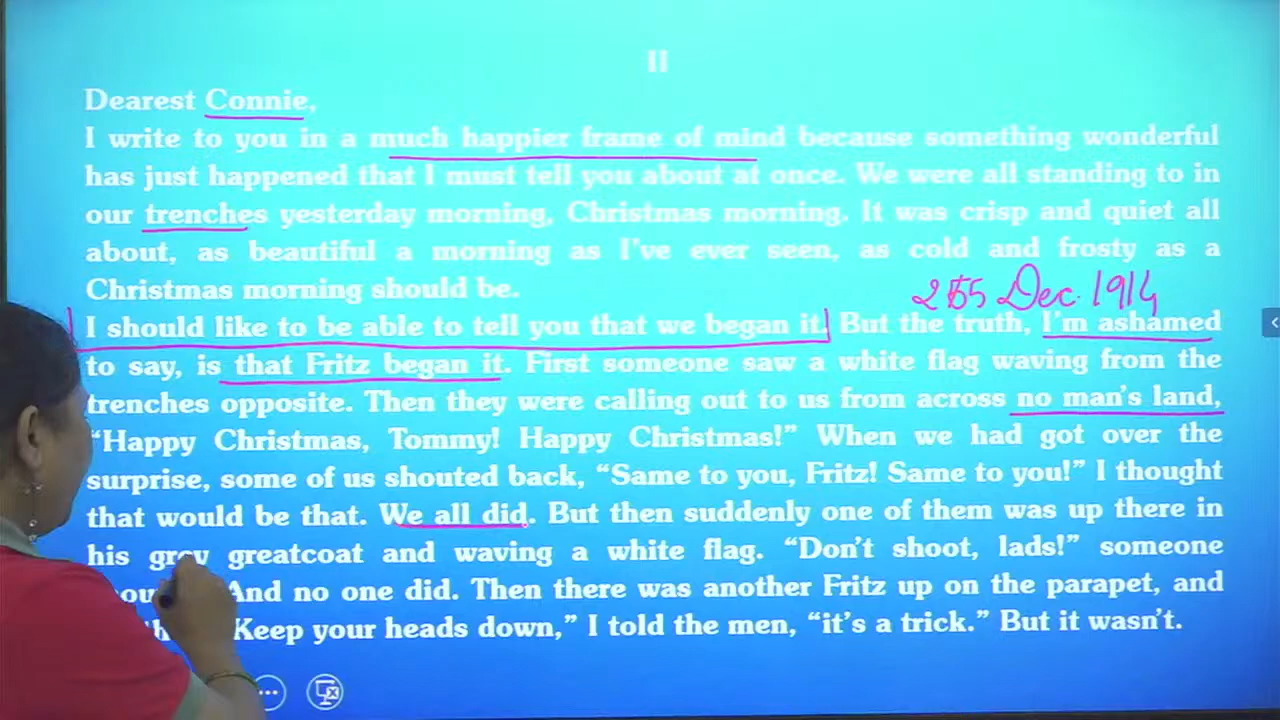 II
Dearest Connie,
I write to you in a much happier frame of mind because something wonderful
has just happened that I must tell you about at once. We were all standing to in
our trenches yesterday morning, Christmas morning. It was crisp and quiet all
about, as beautiful a morning as I've ever seen, as cold and frosty as a
Christmas morning should be.
25 Dec. 1914
I should like to be able to tell you that we began it. But the truth, I'm ashamed
to say, is that Fritz began it. First someone saw a white flag waving from the
trenches opposite. Then they were calling out to us from across no man's land,
“Happy Christmas, Tommy! Happy Christmas!” When we had got over the
surprise, some of us shouted back, “Same to you, Fritz! Same to you!” I thought
that would be that. We all did. But then suddenly one of them was up there in
his grey greatcoat and waving a white flag. “Don't shoot, lads!” someone
And no one did. Then there was another Fritz up on the parapet, and
Keep your heads down,” I told the men, “it's a trick.” But it wasn't.